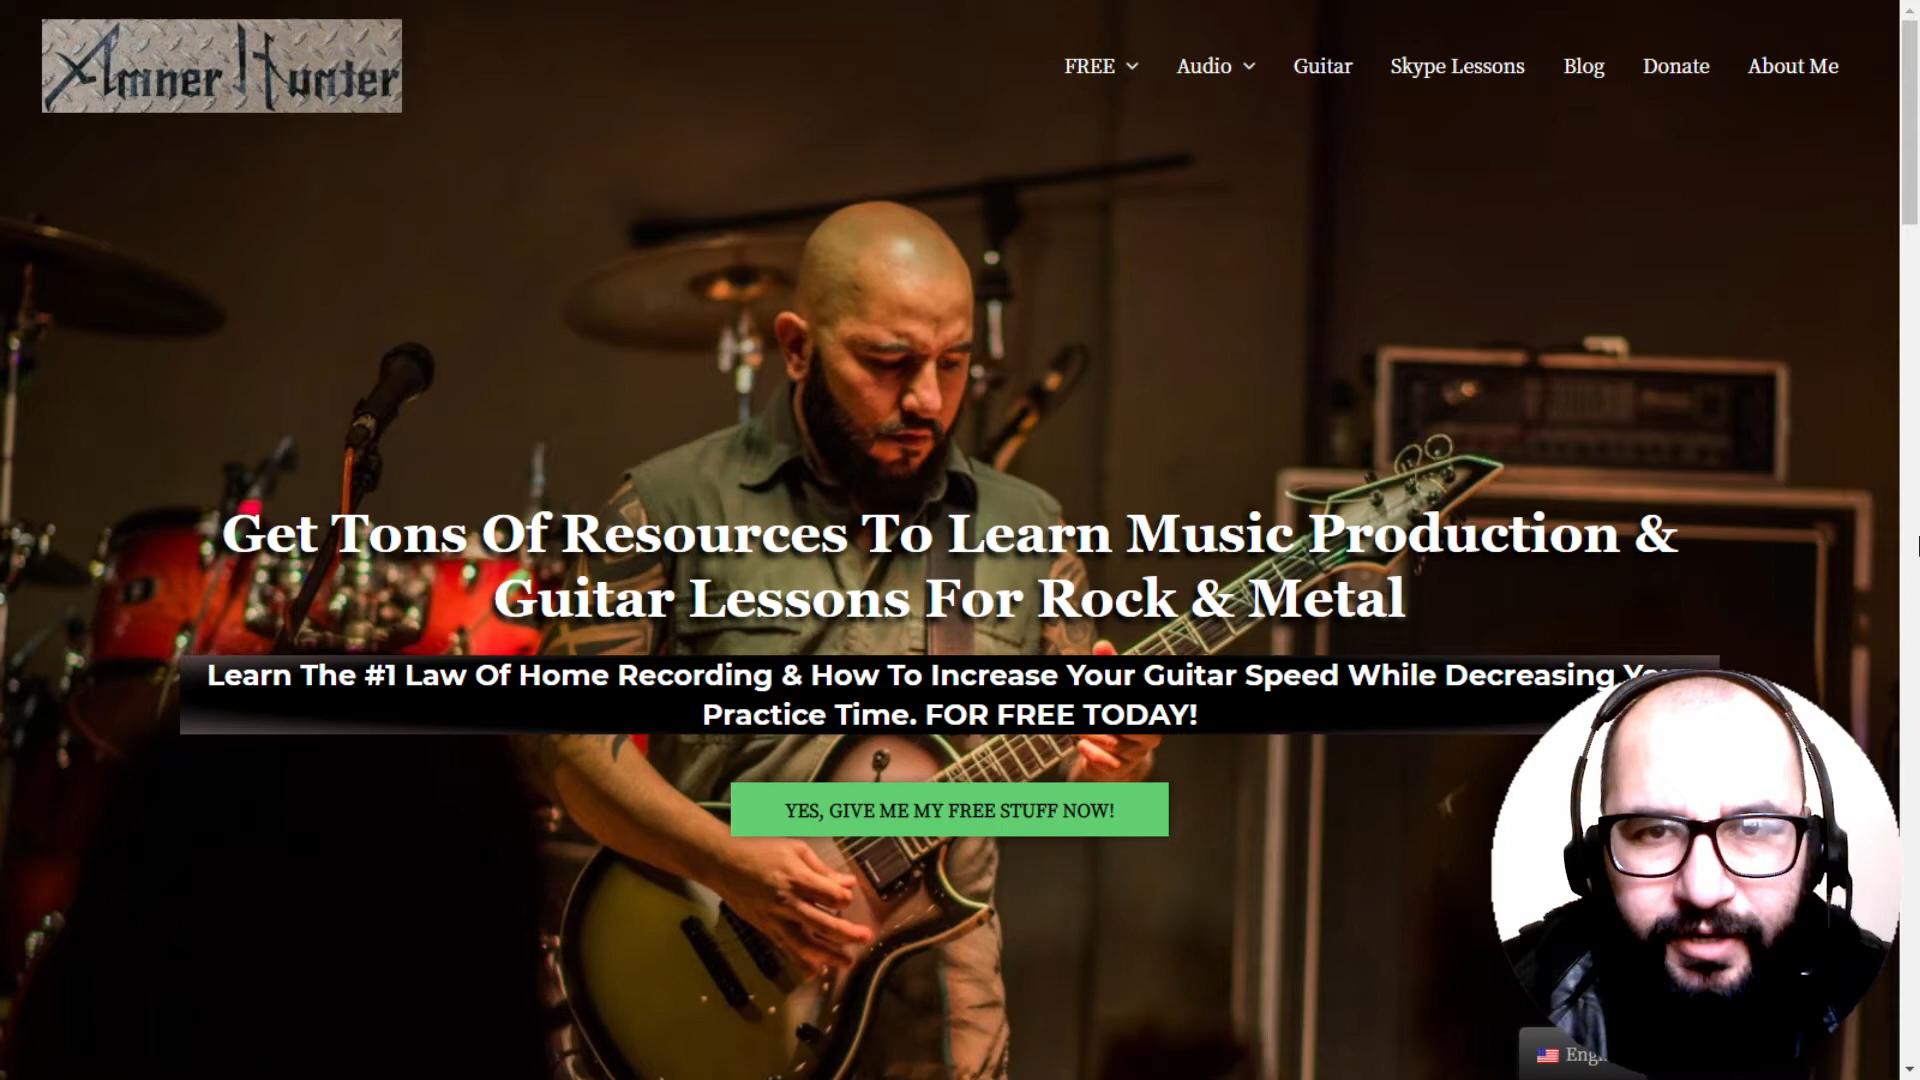 Amner Hunter
FREE
Audio
Guitar
Skype Lessons
Blog
Donate
About Me
Get Tons Of Resources To Learn Music Production &
Guitar Lessons For Rock & Metal
Learn The #1 Law Of Home Recording & How To Increase Your Guitar Speed While Decreasing
Practice Time. FOR FREE TODAY!
YES, GIVE ME MY FREE STUFF NOW!